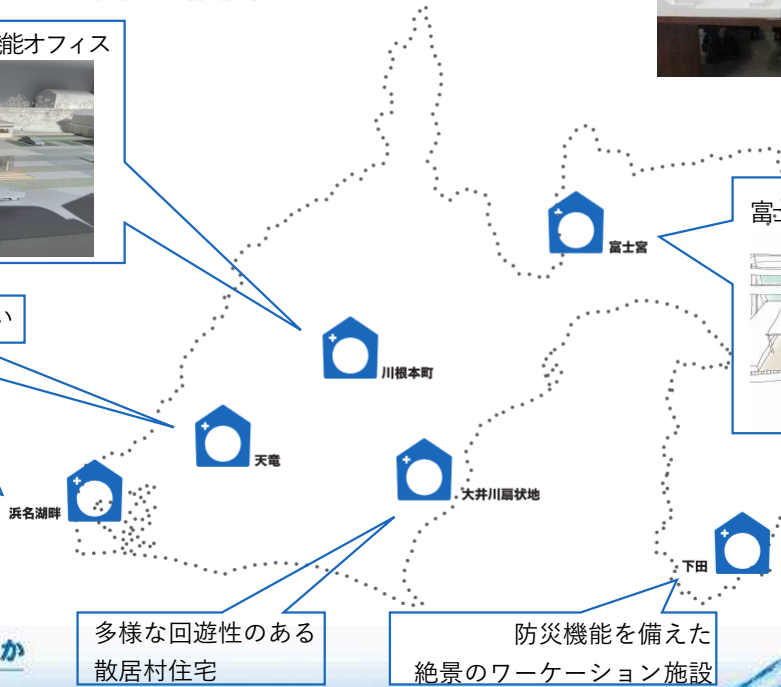 能オフィス
富士宮
富士
い
川根本町
天竜
浜名湖畔
大井川扇状地
下田
多様な回遊性のある
散居村住宅
防災機能を備えた
絶景のワーケーション施設
か